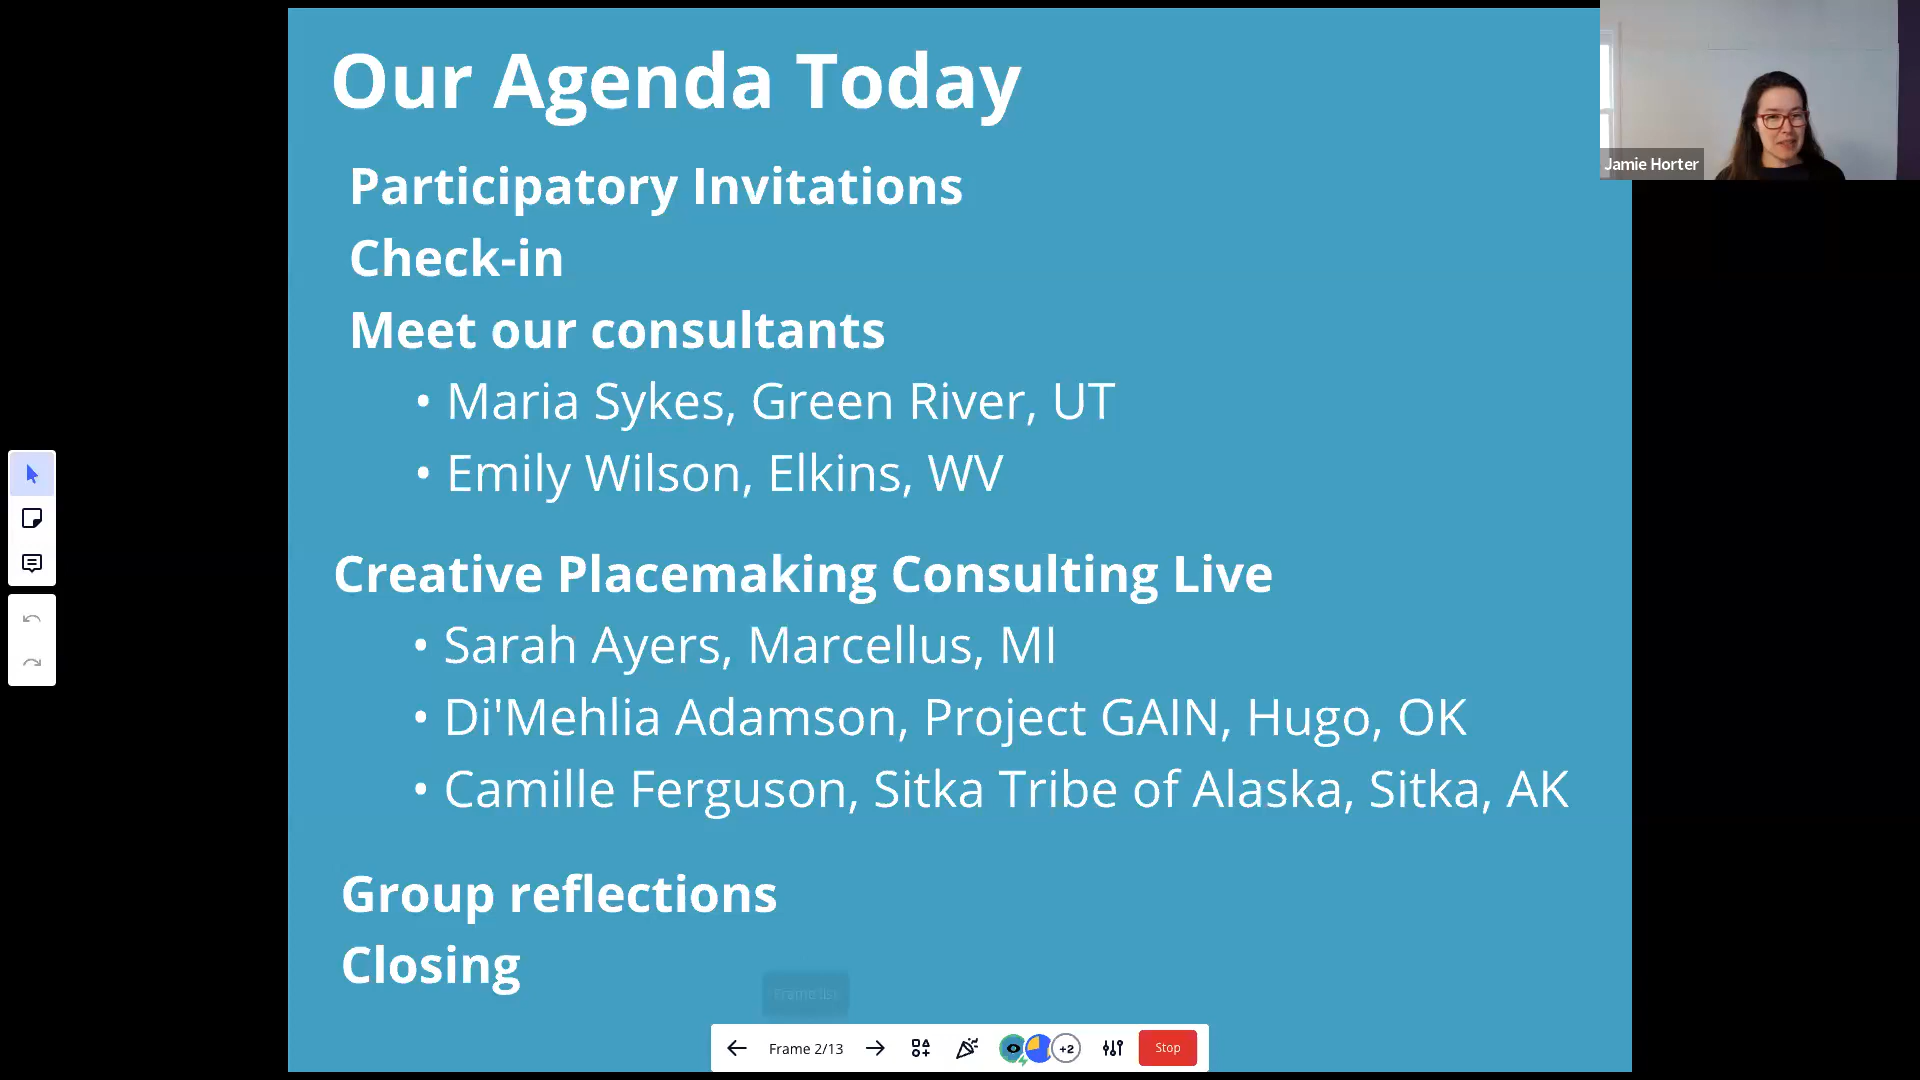 Our Agenda Today
Participatory Invitations
Check-in
Meet our consultants
• Maria Sykes, Green River, UT
• Emily Wilson, Elkins, WV
Creative Placemaking Consulting Live
• Sarah Ayers, Marcellus, MI
• Di'Mehlia Adamson, Project GAIN, Hugo, OK
• Camille Ferguson, Sitka Tribe of Alaska, Sitka, AK
Group reflections
Closing
Jamie Horter
Frame list
Frame 2/13
+2
Stop